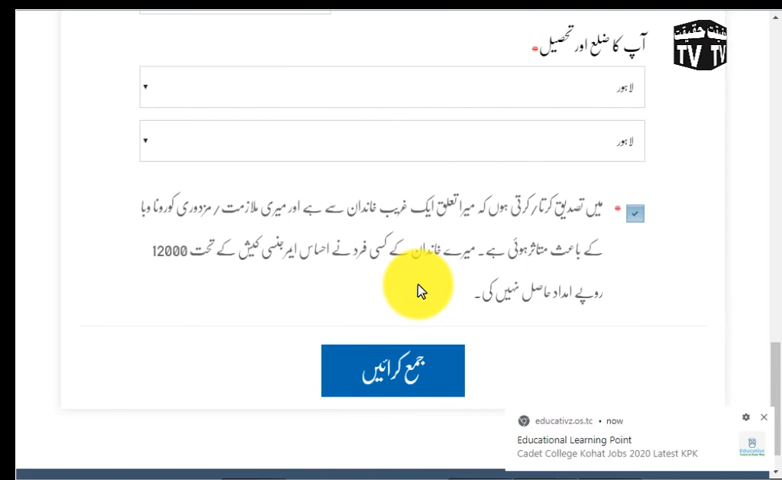 آپ کا ضلع اور تحصیل*
TV TV
لاہور
لاہور
* میں تصدیق کرتا/کرتی ہوں کہ میرا تعلق ایک غریب خاندان سے ہے اور میری ملازمت/مزدوری کورونا وبا
کے باعث متاثر ہوئی ہے۔ میرے خاندان کے کسی فرد نے احساس ایمرجنسی کیش کے تحت 12000
روپے امداد حاصل نہیں کی۔
جمع کرائیں
educativz.os.tc • now
Educational Learning Point
Cadet College Kohat Jobs 2020 Latest KPK